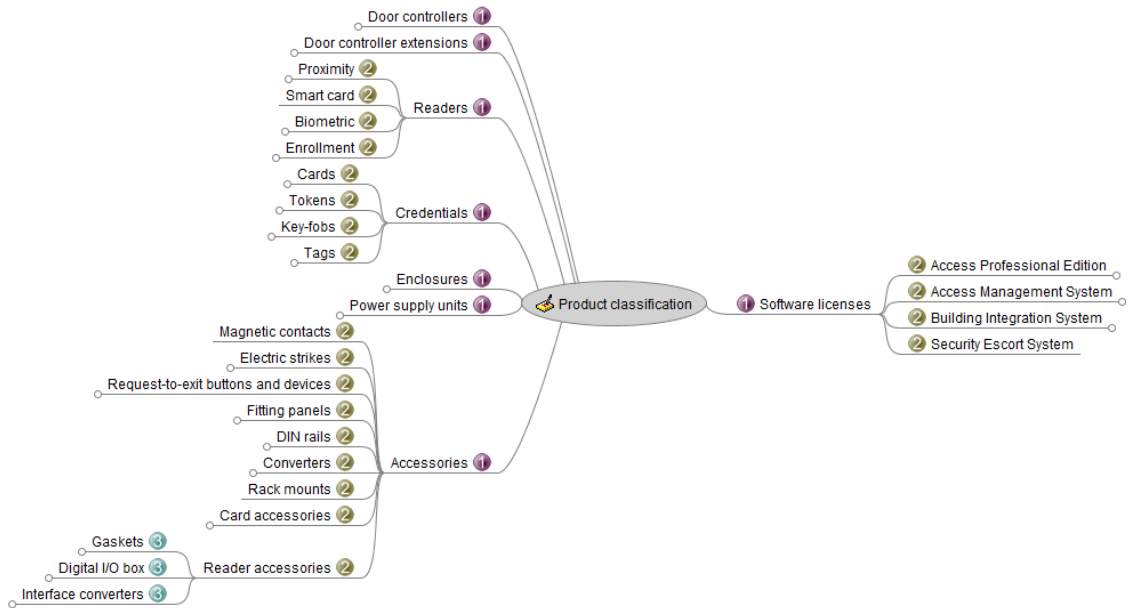 Door controllers 1
Door controller extensions 1
Proximity 2
Smart card 2
Biometric 2
Enrollment 2
Readers 1
Cards 2
Tokens 2
Key-fobs 2
Tags 2
Credentials 1
Enclosures 1
Power supply units 1
Magnetic contacts 2
Electric strikes 2
Request-to-exit buttons and devices 2
Fitting panels 2
DIN rails 2
Converters 2
Rack mounts 2
Card accessories 2
Accessories 1
Gaskets 3
Digital I/O box 3
Interface converters 3
Reader accessories 2
Product classification
1 Software licenses
2 Access Professional Edition
2 Access Management System
2 Building Integration System
2 Security Escort System